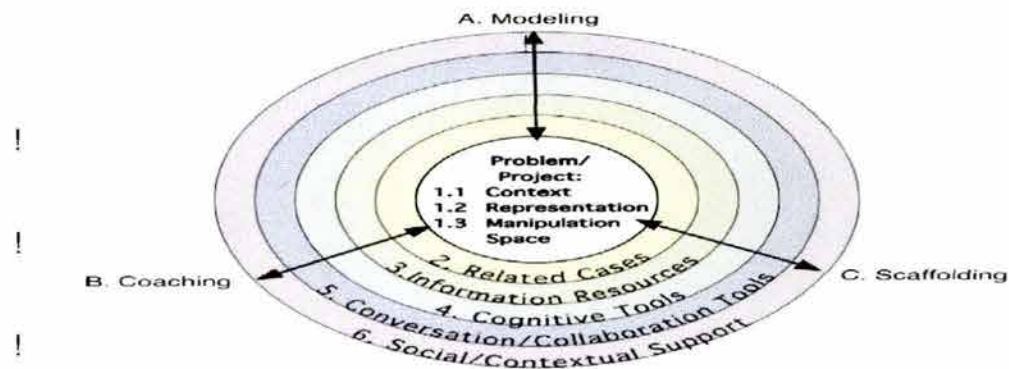 A. Modeling
!
Problem/
Project:
1.1 Context
1.2 Representation
1.3 Manipulation
Space
!
B. Coaching
C. Scaffolding
2. Related Cases
3.Information Resources
4. Cognitive Tools
5. Conversation/Collaboration Tools
6. Social/Contextual Support
!